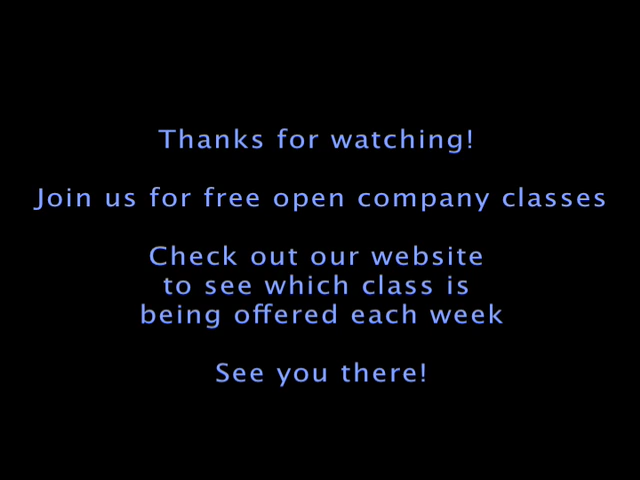 Thanks for watching!
Join us for free open company classes
Check out our website
to see which class is
being offered each week
See you there!